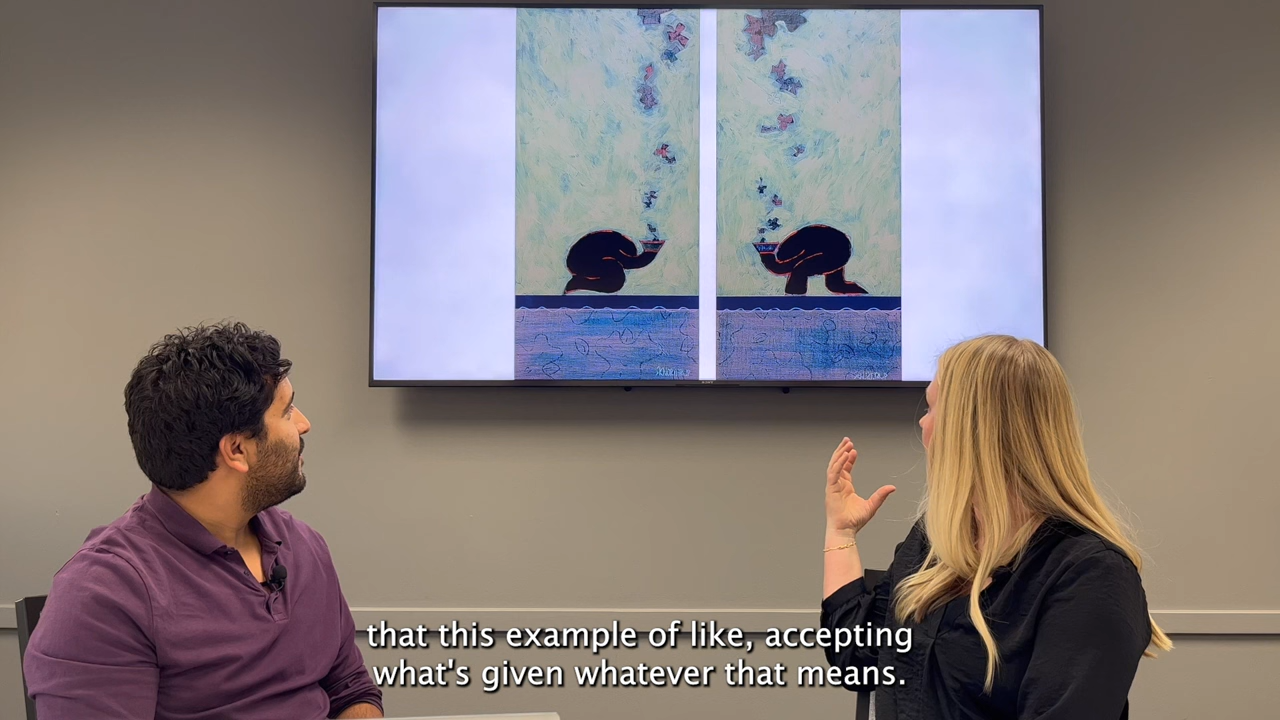 that this example of like, accepting
what's given whatever that means.